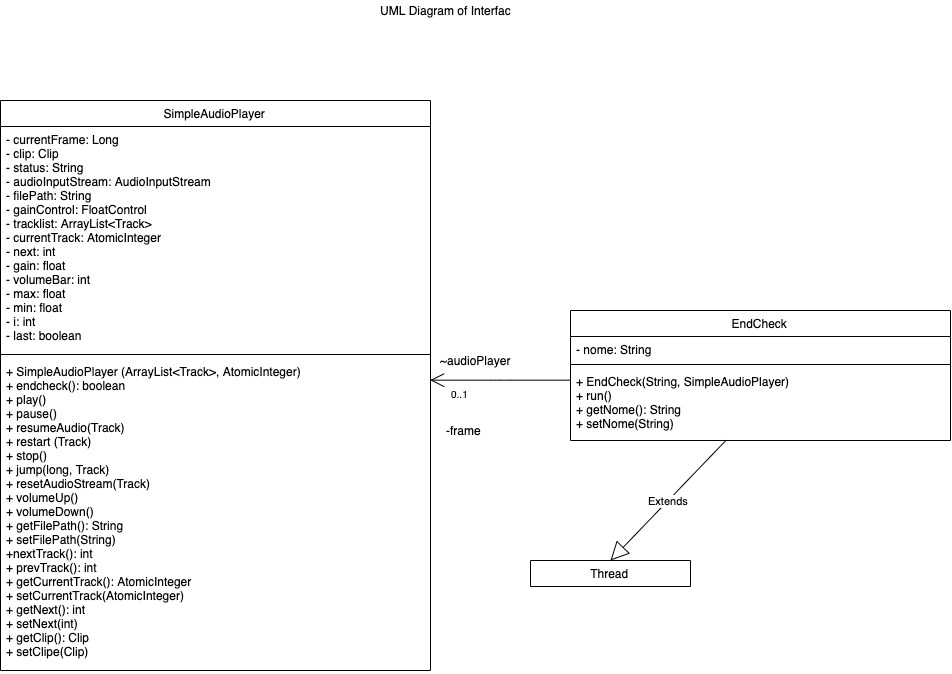 UML Diagram of Interfac
SimpleAudioPlayer
- currentFrame: Long
- clip: Clip
- status: String
- audioInputStream: AudioInputStream
- filePath: String
- gainControl: FloatControl
- tracklist: ArrayList<Track>
- currentTrack: AtomicInteger
- next: int
- gain: float
- volumeBar: int
- max: float
- min: float
- i: int
- last: boolean
+ SimpleAudioPlayer (ArrayList<Track>, AtomicInteger)
+ endcheck(): boolean
+ play()
+ pause()
+ resumeAudio(Track)
+ restart (Track)
+ stop()
+ jump(long, Track)
+ resetAudioStream(Track)
+ volumeUp()
+ volumeDown()
+ getFilePath(): String
+ setFilePath(String)
+nextTrack(): int
+ prevTrack(): int
+ getCurrentTrack(): AtomicInteger
+ setCurrentTrack(AtomicInteger)
+ getNext(): int
+ setNext(int)
+ getClip(): Clip
+ setClipe(Clip)
~audioPlayer
0..1
-frame
EndCheck
- nome: String
+ EndCheck(String, SimpleAudioPlayer)
+ run()
+ getNome(): String
+ setNome(String)
Extends
Thread